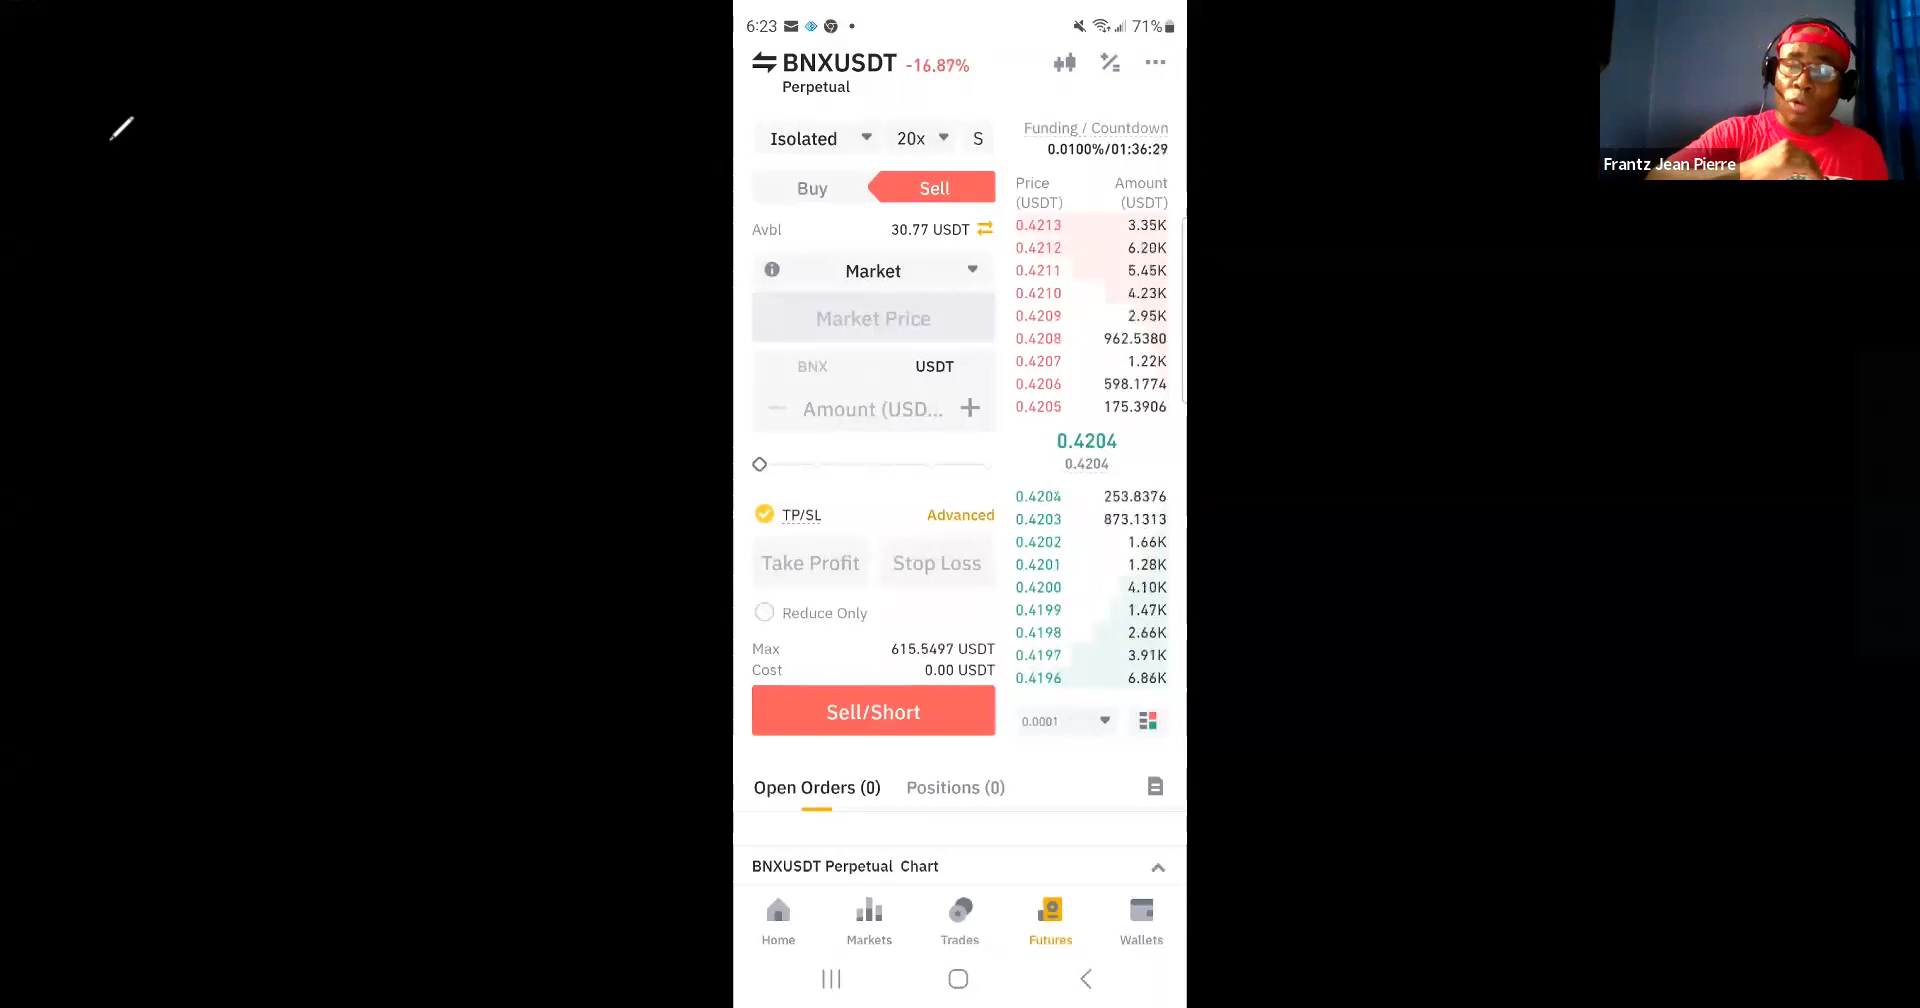 6:23
71%
BNXUSDT -16.87%
Perpetual
Isolated 20x S
Funding / Countdown
0.0100%/01:36:29
Buy Sell
Avbl 30.77 USDT
Market
Market Price
BNX USDT
Amount (USD...
TP/SL Advanced
Take Profit Stop Loss
Reduce Only
Max 615.5497 USDT
Cost 0.00 USDT
Sell/Short
Price Amount
(USDT) (USDT)
0.4213 3.35K
0.4212 6.20K
0.4211 5.45K
0.4210 4.23K
0.4209 2.95K
0.4208 962.5380
0.4207 1.22K
0.4206 598.1774
0.4205 175.3906
0.4204
0.4204
0.4204 253.8376
0.4203 873.1313
0.4202 1.66K
0.4201 1.28K
0.4200 4.10K
0.4199 1.47K
0.4198 2.66K
0.4197 3.91K
0.4196 6.86K
0.0001
Open Orders (0) Positions (0)
BNXUSDT Perpetual Chart
Home Markets Trades Futures Wallets
Frantz Jean Pierre